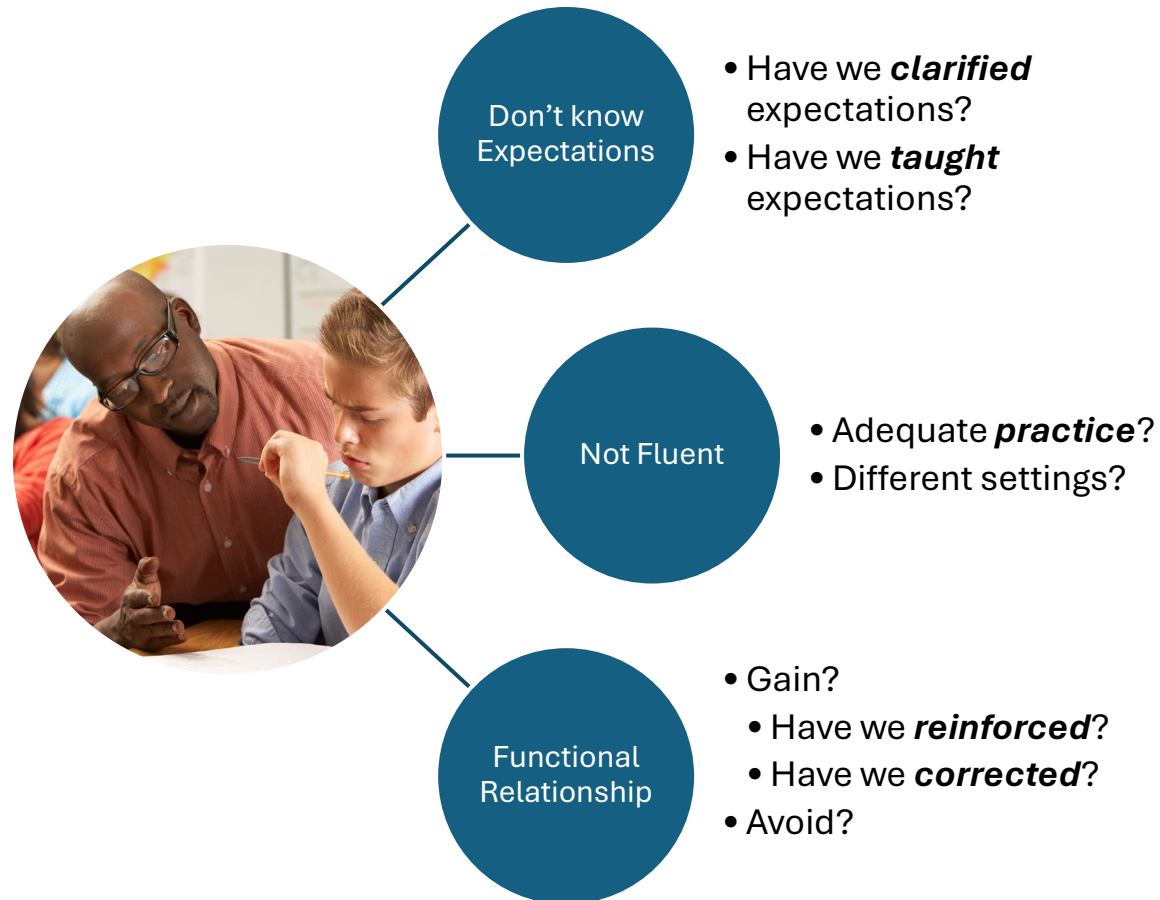 Don’t know
Expectations
• Have we clarified
expectations?
• Have we taught
expectations?
Not Fluent
• Adequate practice?
• Different settings?
Functional
Relationship
• Gain?
• Have we reinforced?
• Have we corrected?
• Avoid?